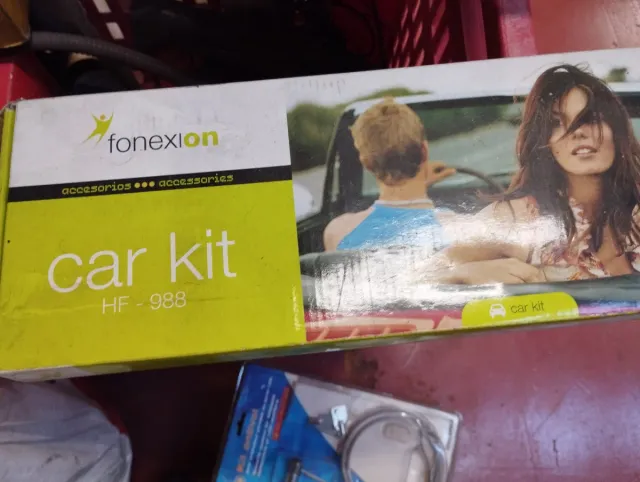 fonexion
accesorios ●●● accessories
car kit
HF - 988
car kit